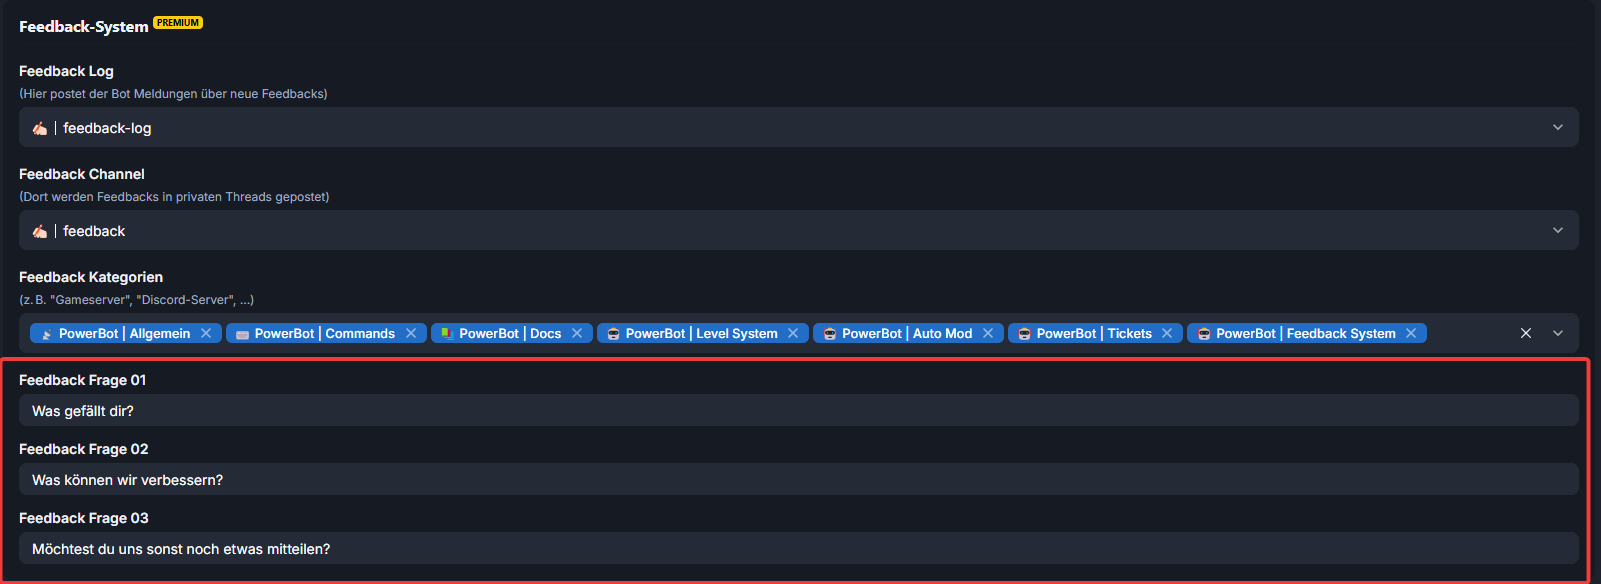 Feedback-System PREMIUM
Feedback Log
(Hier postet der Bot Meldungen über neue Feedbacks)
✍🏻 | feedback-log
Feedback Channel
(Dort werden Feedbacks in privaten Threads gepostet)
✍🏻 | feedback
Feedback Kategorien
(z. B. "Gameserver", "Discord-Server", ...)
PowerBot | Allgemein PowerBot | Commands PowerBot | Docs PowerBot | Level System PowerBot | Auto Mod PowerBot | Tickets PowerBot | Feedback System
Feedback Frage 01
Was gefällt dir?
Feedback Frage 02
Was können wir verbessern?
Feedback Frage 03
Möchtest du uns sonst noch etwas mitteilen?